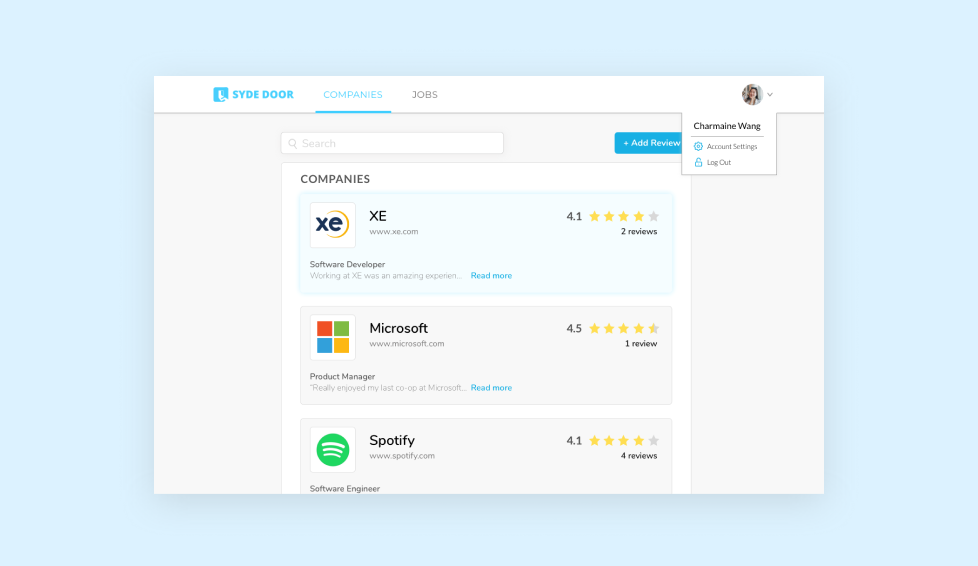 SYDE DOOR
COMPANIES
JOBS
Charmaine Wang
Account Settings
Log Out
Search
+ Add Review
COMPANIES
xe
XE
www.xe.com
4.1
2 reviews
Software Developer
Working at XE was an amazing experien... Read more
Microsoft
www.microsoft.com
4.5
1 review
Product Manager
“Really enjoyed my last co-op at Microsoft... Read more
Spotify
www.spotify.com
4.1
4 reviews
Software Engineer